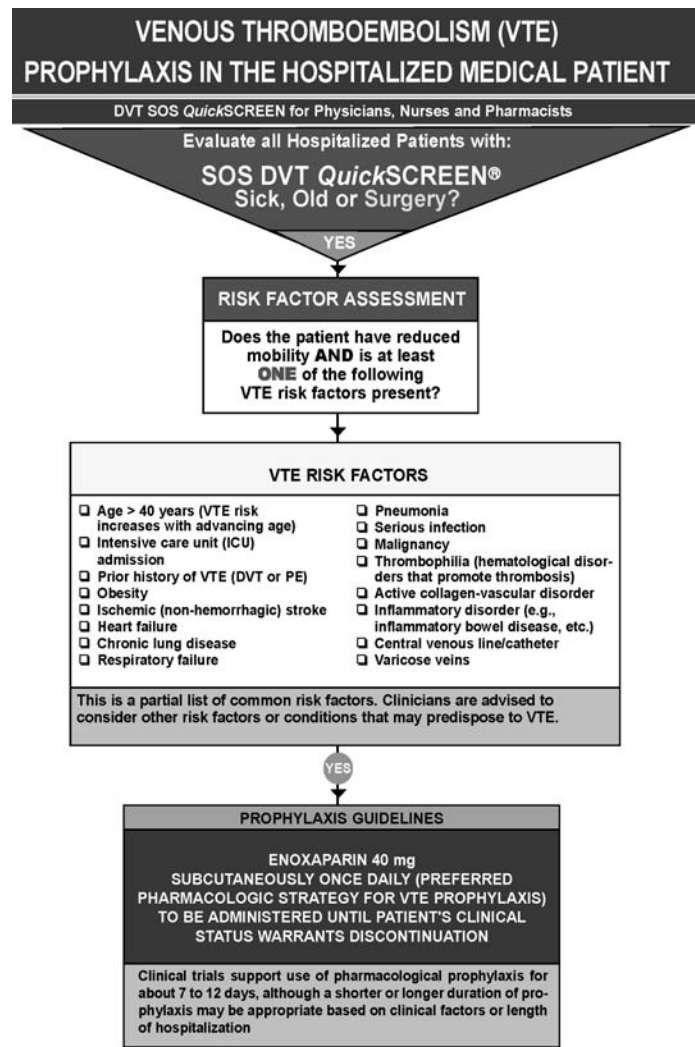 VENOUS THROMBOEMBOLISM (VTE)
PROPHYLAXIS IN THE HOSPITALIZED MEDICAL PATIENT
DVT SOS QuickSCREEN for Physicians, Nurses and Pharmacists
Evaluate all Hospitalized Patients with:
SOS DVT QuickSCREEN®
Sick, Old or Surgery?
YES
RISK FACTOR ASSESSMENT
Does the patient have reduced
mobility AND is at least
ONE of the following
VTE risk factors present?
VTE RISK FACTORS
❏ Age > 40 years (VTE risk
increases with advancing age)
❏ Intensive care unit (ICU)
admission
❏ Prior history of VTE (DVT or PE)
❏ Obesity
❏ Ischemic (non-hemorrhagic) stroke
❏ Heart failure
❏ Chronic lung disease
❏ Respiratory failure
❏ Pneumonia
❏ Serious infection
❏ Malignancy
❏ Thrombophilia (hematological disor-
ders that promote thrombosis)
❏ Active collagen-vascular disorder
❏ Inflammatory disorder (e.g.,
inflammatory bowel disease, etc.)
❏ Central venous line/catheter
❏ Varicose veins
This is a partial list of common risk factors. Clinicians are advised to
consider other risk factors or conditions that may predispose to VTE.
YES
PROPHYLAXIS GUIDELINES
ENOXAPARIN 40 mg
SUBCUTANEOUSLY ONCE DAILY (PREFERRED
PHARMACOLOGIC STRATEGY FOR VTE PROPHYLAXIS)
TO BE ADMINISTERED UNTIL PATIENT'S CLINICAL
STATUS WARRANTS DISCONTINUATION
Clinical trials support use of pharmacological prophylaxis for
about 7 to 12 days, although a shorter or longer duration of pro-
phylaxis may be appropriate based on clinical factors or length
of hospitalization